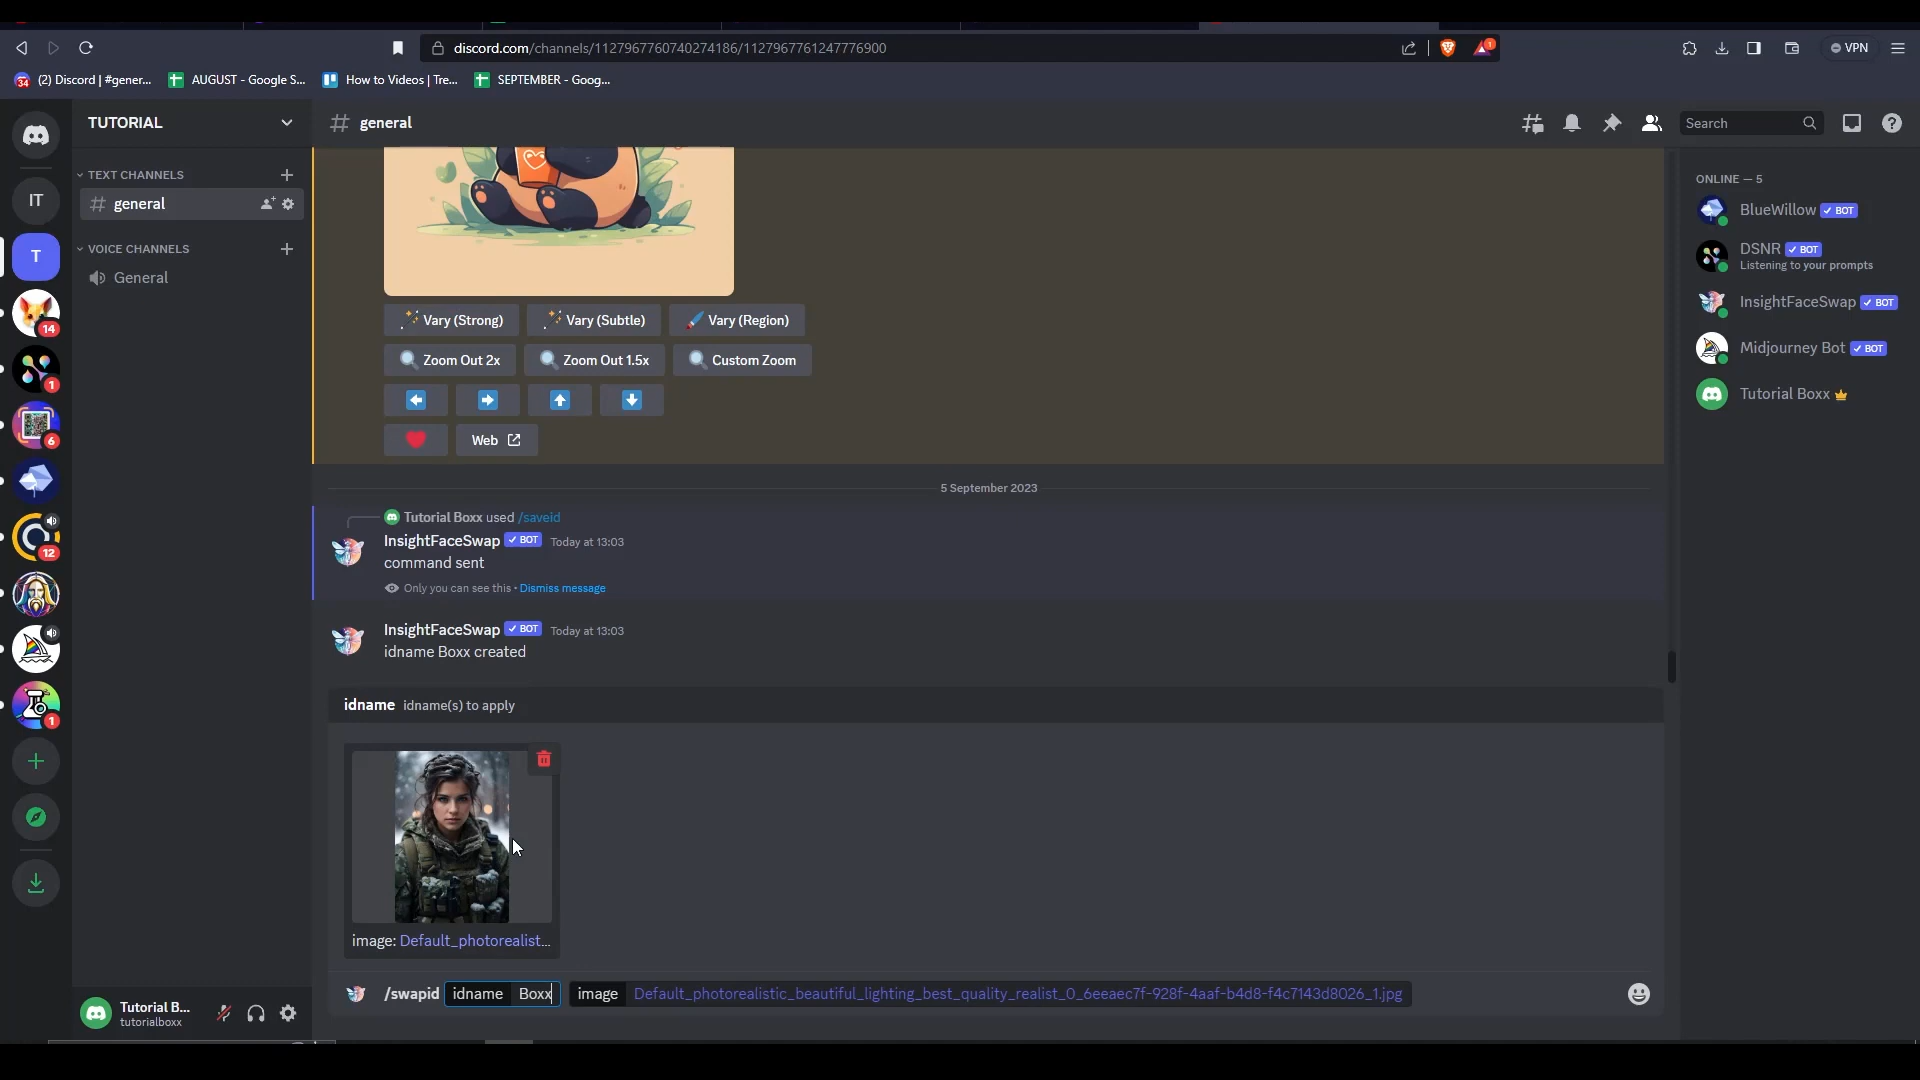 discord.com/channels/1127967760740274186/1127967761247776900
1
VPN
34
(2) Discord | #gener...
AUGUST - Google S...
How to Videos | Tre...
SEPTEMBER - Goog...
TUTORIAL
# general
Search
TEXT CHANNELS
# general
VOICE CHANNELS
General
IT
T
14
1
6
12
1
Vary (Strong)
Vary (Subtle)
Vary (Region)
Zoom Out 2x
Zoom Out 1.5x
Custom Zoom
Web
5 September 2023
Tutorial Boxx used /saveid
InsightFaceSwap ✓ BOT Today at 13:03
command sent
Only you can see this • Dismiss message
InsightFaceSwap ✓ BOT Today at 13:03
idname Boxx created
idname idname(s) to apply
image: Default_photorealist...
/swapid idname Boxx image Default_photorealistic_beautiful_lighting_best_quality_realist_0_6eeaec7f-928f-4aaf-b4d8-f4c7143d8026_1.jpg
Tutorial B...
tutorialboxx
ONLINE — 5
BlueWillow ✓ BOT
DSNR ✓ BOT
Listening to your prompts
InsightFaceSwap ✓ BOT
Midjourney Bot ✓ BOT
Tutorial Boxx